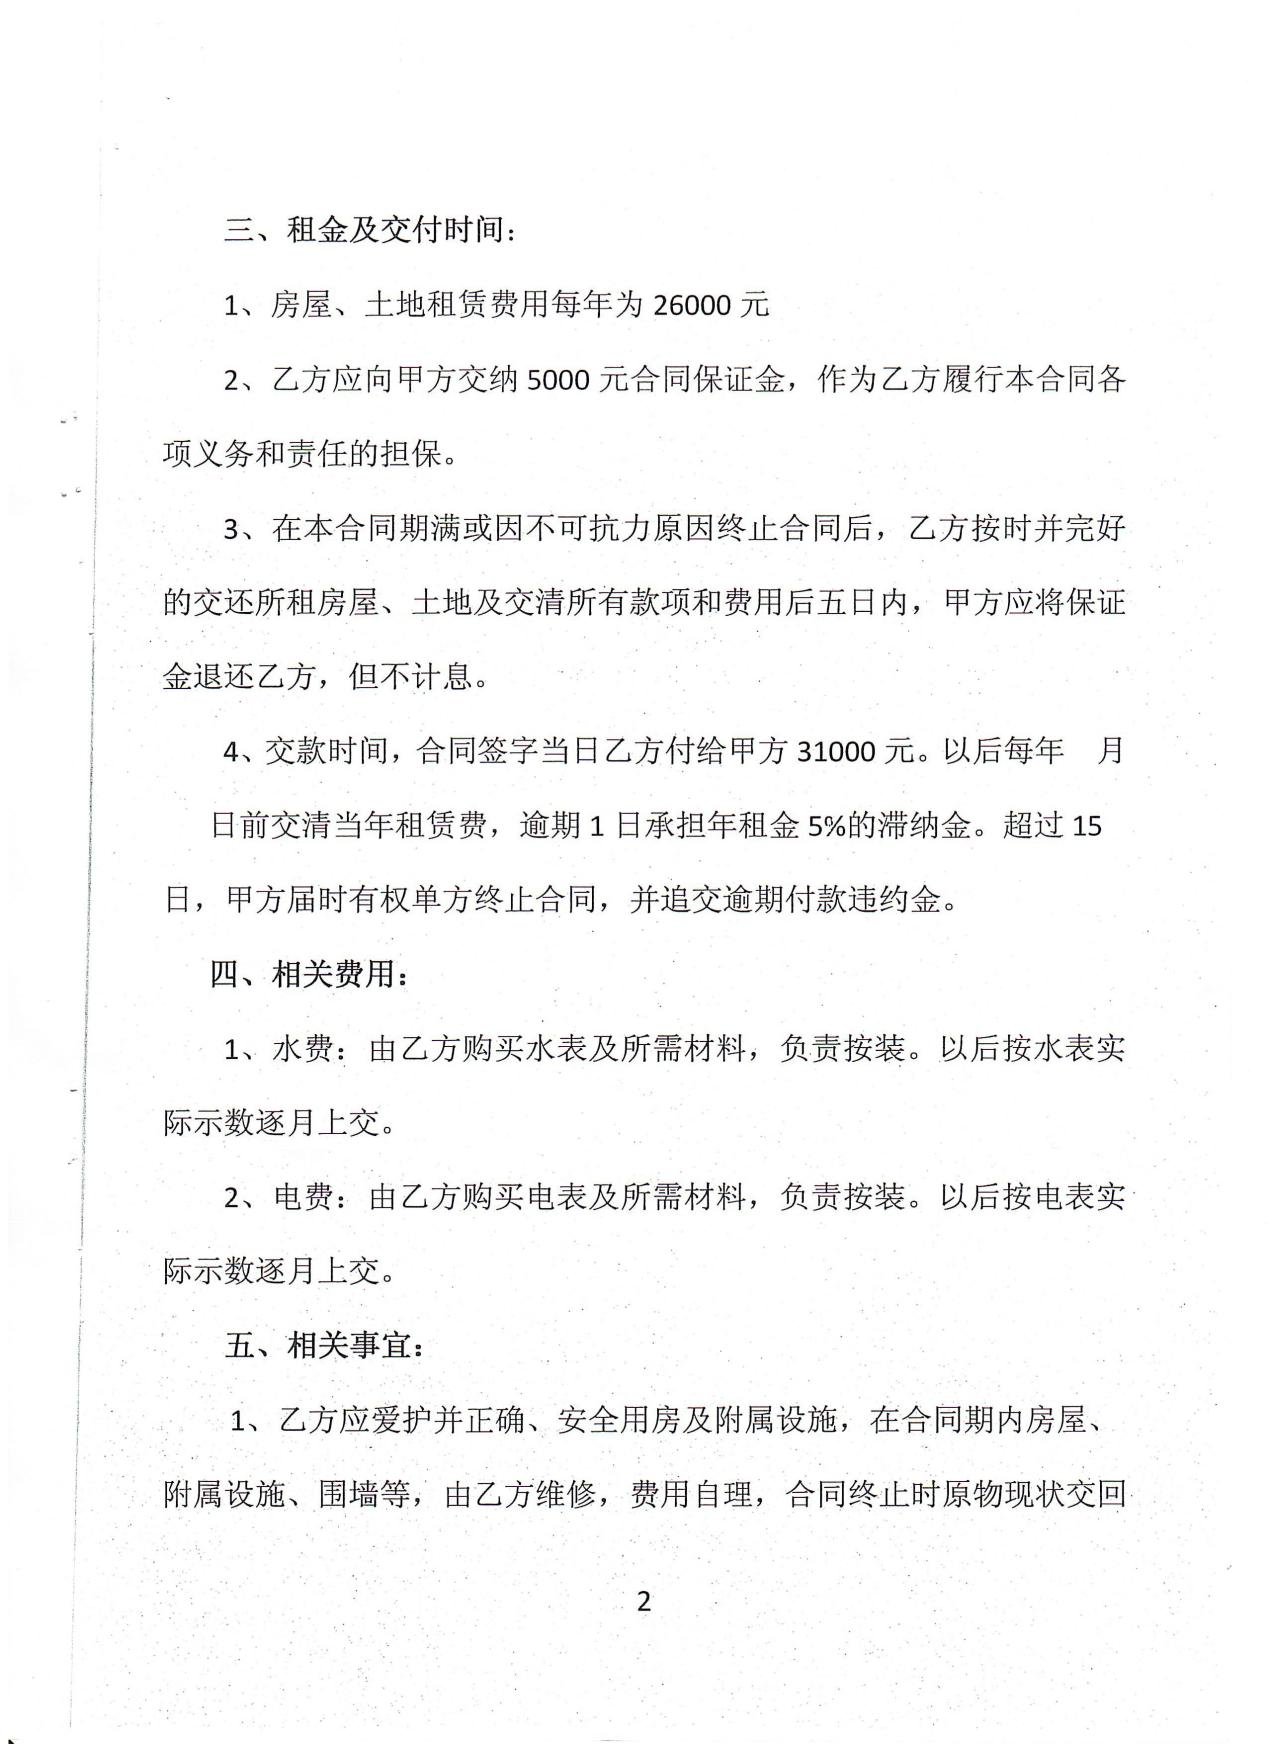 三、租金及交付时间：
1、房屋、土地租赁费用每年为 26000 元
2、乙方应向甲方交纳 5000 元合同保证金，作为乙方履行本合同各
项义务和责任的担保。
3、在本合同期满或因不可抗力原因终止合同后，乙方按时并完好
的交还所租房屋、土地及交清所有款项和费用后五日内，甲方应将保证
金退还乙方，但不计息。
4、交款时间，合同签字当日乙方付给甲方 31000 元。以后每年　月
日前交清当年租赁费，逾期 1 日承担年租金 5%的滞纳金。超过 15
日，甲方届时有权单方终止合同，并追交逾期付款违约金。
四、相关费用：
1、水费：由乙方购买水表及所需材料，负责按装。以后按水表实
际示数逐月上交。
2、电费：由乙方购买电表及所需材料，负责按装。以后按电表实
际示数逐月上交。
五、相关事宜：
1、乙方应爱护并正确、安全用房及附属设施，在合同期内房屋、
附属设施、围墙等，由乙方维修，费用自理，合同终止时原物现状交回
2